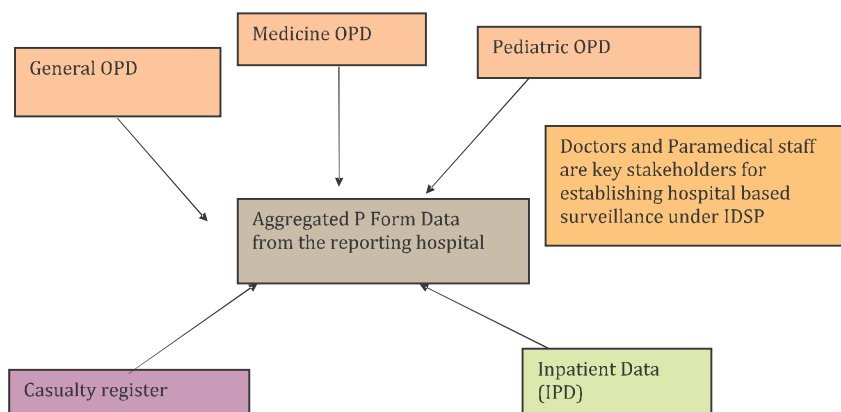 Medicine OPD
Pediatric OPD
General OPD
Doctors and Paramedical staff
are key stakeholders for
establishing hospital based
surveillance under IDSP
Aggregated P Form Data
from the reporting hospital
Casualty register
Inpatient Data
(IPD)